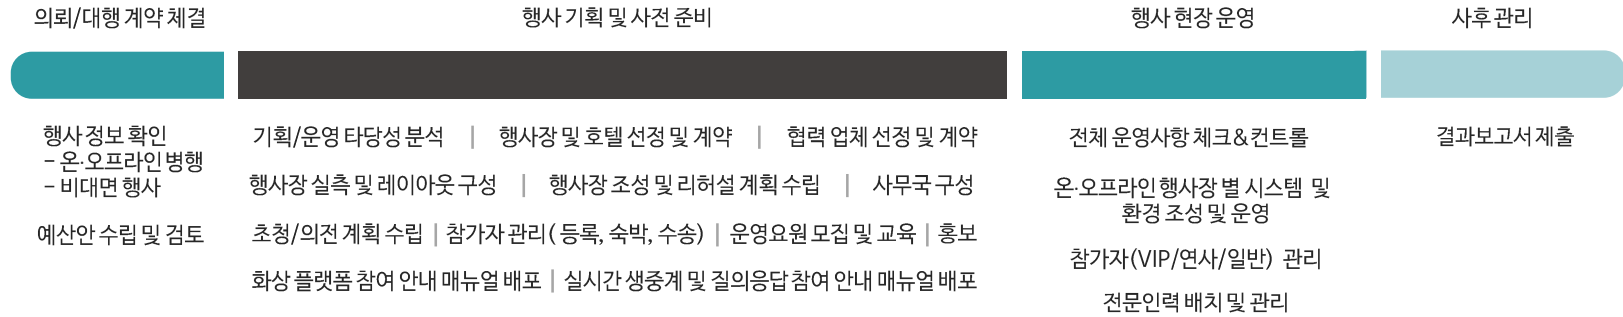 의뢰/대행 계약 체결
행사 정보 확인
- 온·오프라인 병행
- 비대면 행사
예산안 수립 및 검토
행사 기획 및 사전 준비
기획/운영 타당성 분석 | 행사장 및 호텔 선정 및 계약 | 협력 업체 선정 및 계약
행사장 실측 및 레이아웃 구성 | 행사장 조성 및 리허설 계획 수립 | 사무국 구성
초청/의전 계획 수립 | 참가자 관리( 등록, 숙박, 수송) | 운영요원 모집 및 교육 | 홍보
화상 플랫폼 참여 안내 매뉴얼 배포 | 실시간 생중계 및 질의응답 참여 안내 매뉴얼 배포
행사 현장 운영
전체 운영사항 체크&컨트롤
온·오프라인 행사장 별 시스템 및
환경 조성 및 운영
참가자(VIP/연사/일반) 관리
전문인력 배치 및 관리
사후 관리
결과보고서 제출